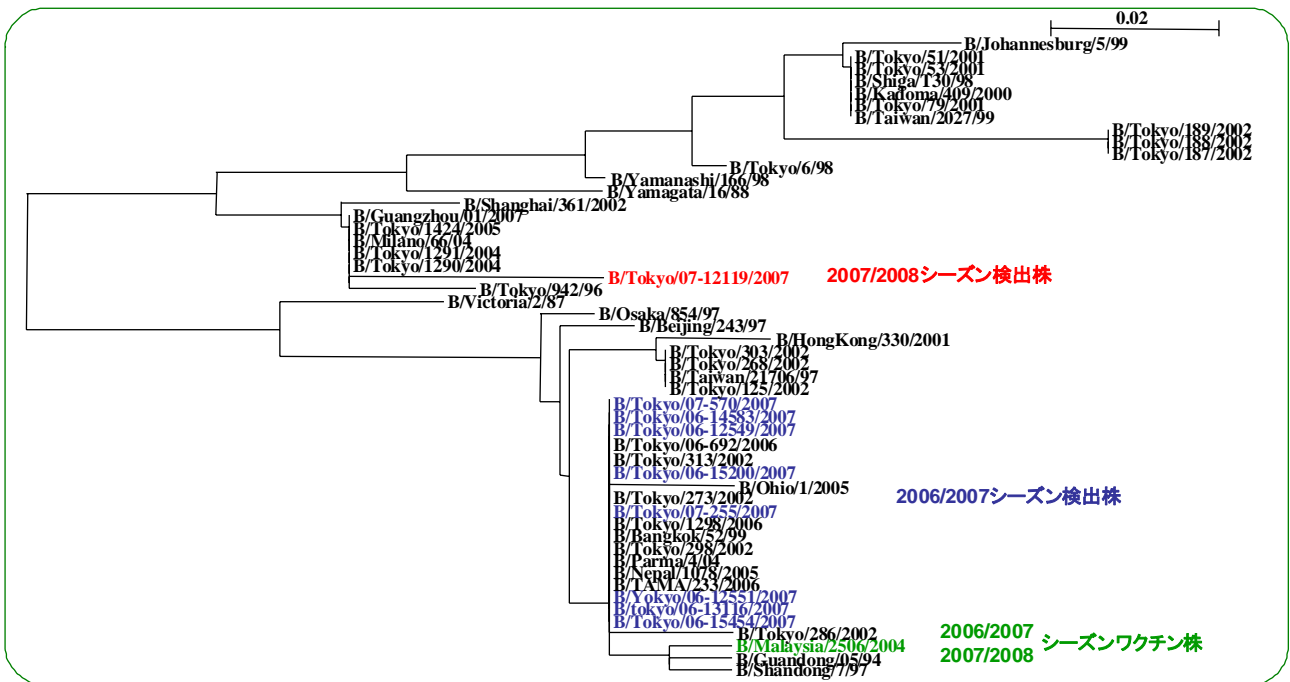 0.02
B/Johannesburg/5/99
B/Tokyo/51/2001
B/Tokyo/53/2001
B/Shiga/T30/98
B/Kadoma/409/2000
B/Tokyo/79/2001
B/Taiwan/2027/99
B/Tokyo/189/2002
B/Tokyo/188/2002
B/Tokyo/187/2002
B/Tokyo/6/98
B/Yamanashi/166/98
B/Yamagata/16/88
B/Shanghai/361/2002
B/Guangzhou/01/2007
B/Tokyo/1424/2005
B/Milano/66/04
B/Tokyo/1291/2004
B/Tokyo/1290/2004
B/Tokyo/07-12119/2007 2007/2008シーズン検出株
B/Tokyo/942/96
B/Victoria/2/87
B/Osaka/854/97
B/Beijing/243/97
B/HongKong/330/2001
B/Tokyo/303/2002
B/Tokyo/268/2002
B/Taiwan/21706/97
B/Tokyo/125/2002
B/Tokyo/07-570/2007
B/Tokyo/06-14583/2007
B/Tokyo/06-12549/2007
B/Tokyo/06-692/2006
B/Tokyo/313/2002
B/Tokyo/06-15200/2007
B/Ohio/1/2005
2006/2007シーズン検出株
B/Tokyo/273/2002
B/Tokyo/07-255/2007
B/Tokyo/1298/2006
B/Bangkok/52/99
B/Tokyo/298/2002
B/Parma/4/04
B/Nepal/1078/2005
B/TAMA/233/2006
B/Yokyo/06-12551/2007
B/tokyo/06-13116/2007
B/Tokyo/06-15454/2007
B/Tokyo/286/2002
2006/2007
B/Malaysia/2506/2004 シーズンワクチン株
2007/2008
B/Guandong/05/94
B/Shandong/7/97